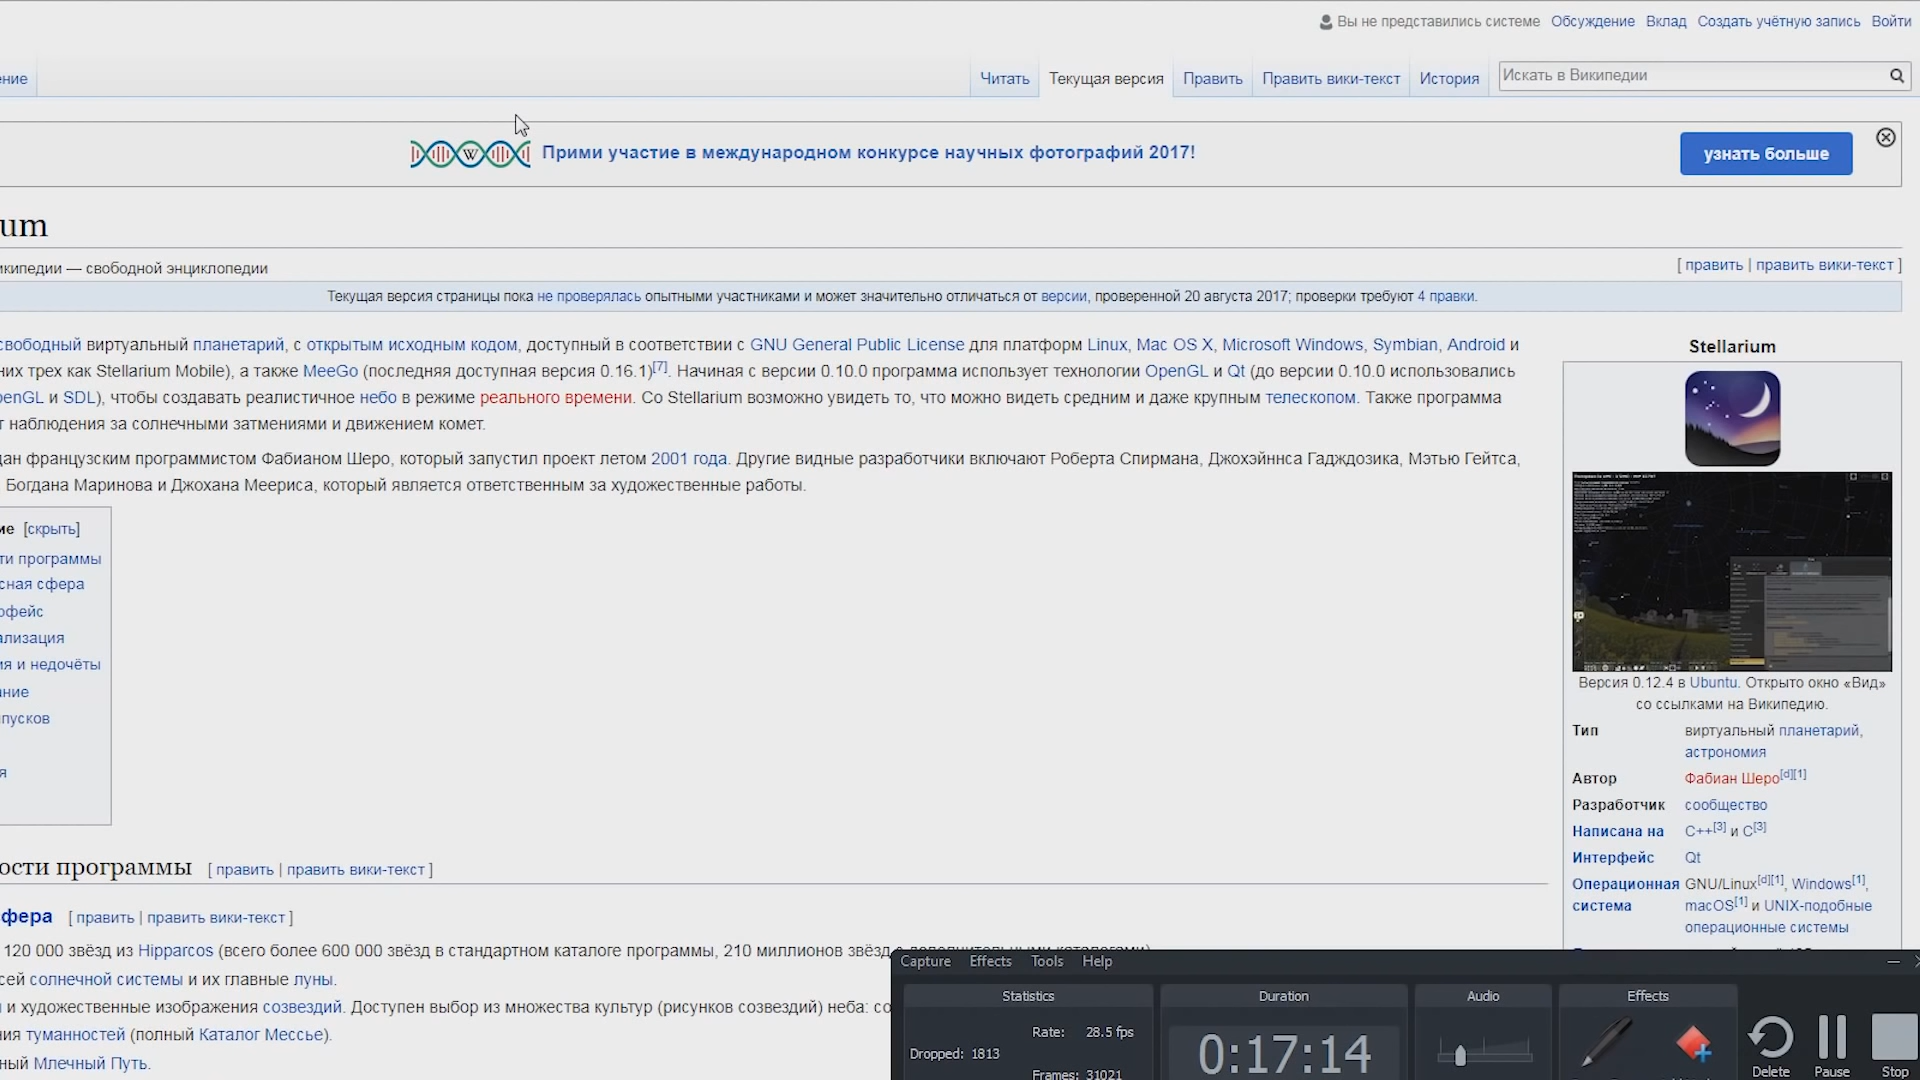 Вы не представились системе Обсуждение Вклад Создать учётную запись Войти
ение Читать Текущая версия Править Править вики-текст История Искать в Википедии
W Прими участие в международном конкурсе научных фотографий 2017! узнать больше
um
икипедии — свободной энциклопедии [ править | править вики-текст ]
Текущая версия страницы пока не проверялась опытными участниками и может значительно отличаться от версии, проверенной 20 августа 2017; проверки требуют 4 правки.
свободный виртуальный планетарий, с открытым исходным кодом, доступный в соответствии с GNU General Public License для платформ Linux, Mac OS X, Microsoft Windows, Symbian, Android и
них трех как Stellarium Mobile), а также MeeGo (последняя доступная версия 0.16.1)[7]. Начиная с версии 0.10.0 программа использует технологии OpenGL и Qt (до версии 0.10.0 использовались
penGL и SDL), чтобы создавать реалистичное небо в режиме реального времени. Со Stellarium возможно увидеть то, что можно видеть средним и даже крупным телескопом. Также программа
т наблюдения за солнечными затмениями и движением комет.
дан французским программистом Фабианом Шеро, который запустил проект летом 2001 года. Другие видные разработчики включают Роберта Спирмана, Джохэйннса Гадждозика, Мэтью Гейтса,
, Богдана Маринова и Джохана Меериса, который является ответственным за художественные работы.
ие [скрыть]
ти программы
сная сфера
рфейс
ализация
ия и недочёты
ание
пусков
я
ости программы [ править | править вики-текст ]
фера [ править | править вики-текст ]
120 000 звёзд из Hipparcos (всего более 600 000 звёзд в стандартном каталоге программы, 210 миллионов звёзд с дополнительными каталогами)
сей солнечной системы и их главные луны.
и художественные изображения созвездий. Доступен выбор из множества культур (рисунков созвездий) неба: со
ния туманностей (полный Каталог Мессье).
ный Млечный Путь.
Stellarium
Версия 0.12.4 в Ubuntu. Открыто окно «Вид»
со ссылками на Википедию.
Тип виртуальный планетарий,
астрономия
Автор Фабиан Шеро[d][1]
Разработчик сообщество
Написана на C++[3] и C[3]
Интерфейс Qt
Операционная GNU/Linux[d][1], Windows[1],
система macOS[1] и UNIX-подобные
операционные системы
Capture Effects Tools Help
Statistics Duration Audio Effects
Rate: 28.5 fps
Dropped: 1813 0:17:14
Frames: 31021
Delete Pause Stop